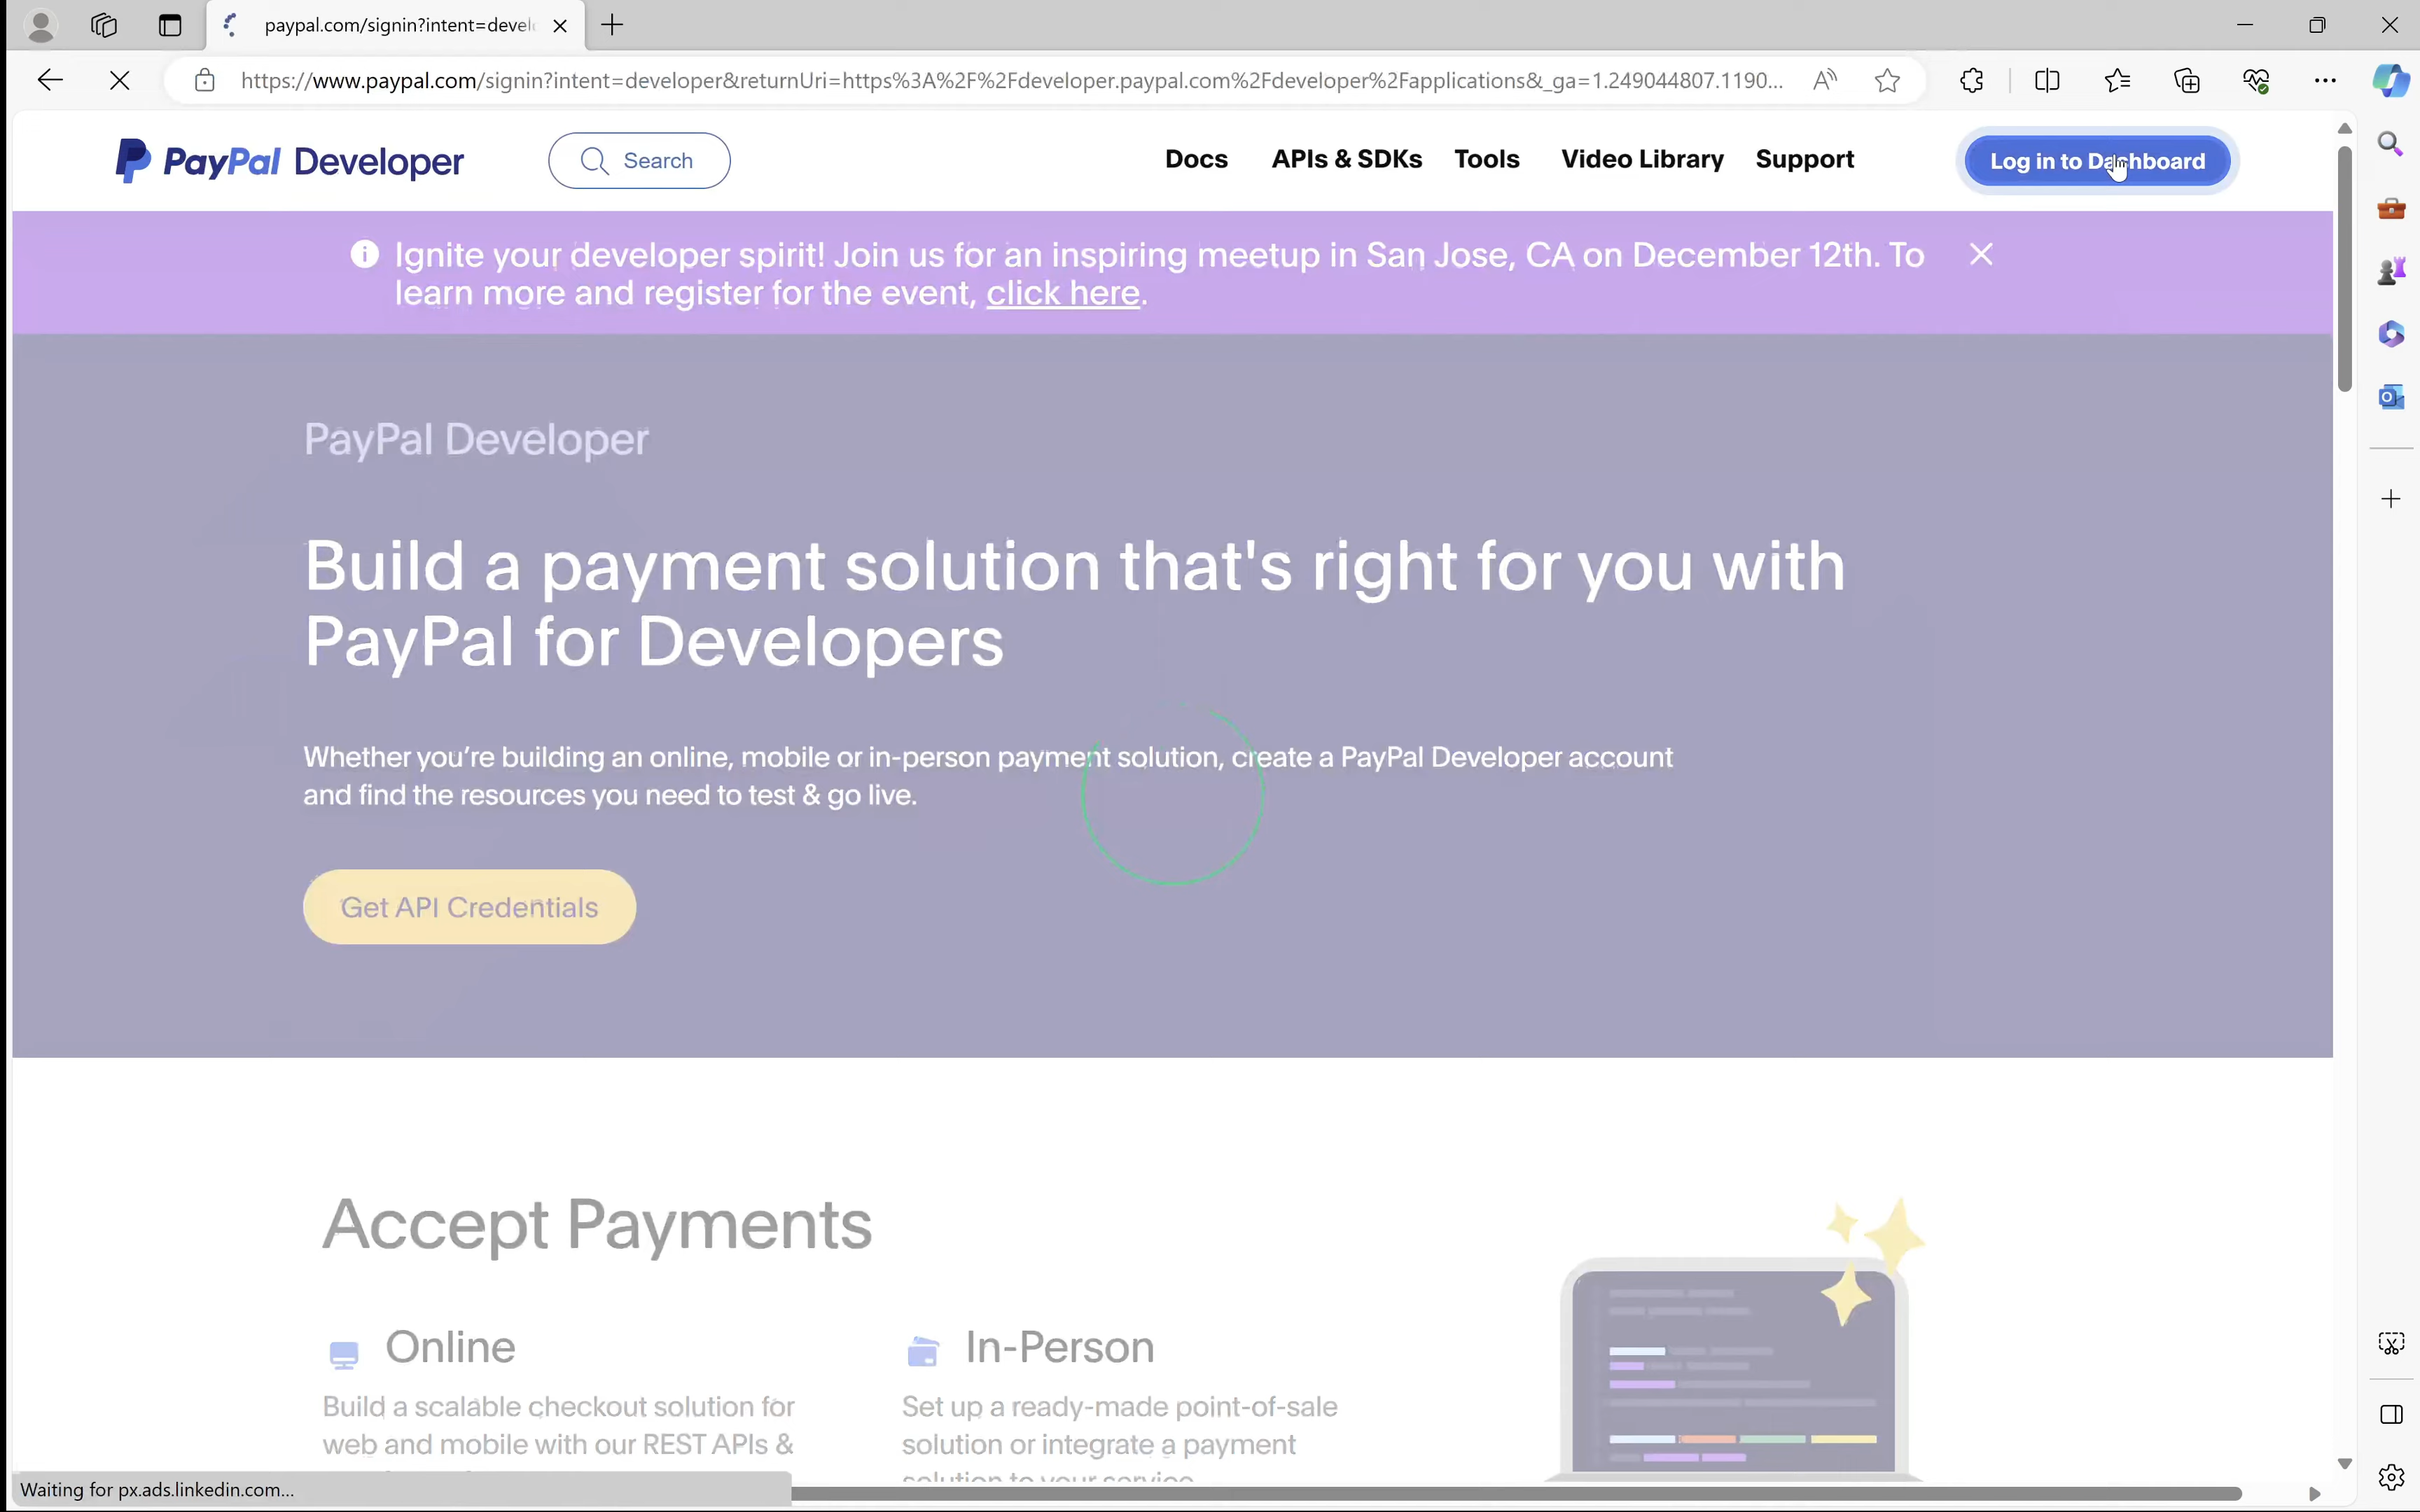 paypal.com/signin?intent=devel
https://www.paypal.com/signin?intent=developer&returnUri=https%3A%2F%2Fdeveloper.paypal.com%2Fdeveloper%2Fapplications&_ga=1.249044807.1190...
PayPal Developer
Search
Docs
APIs & SDKs
Tools
Video Library
Support
Log in to Dashboard
Ignite your developer spirit! Join us for an inspiring meetup in San Jose, CA on December 12th. To
learn more and register for the event, click here.
PayPal Developer
Build a payment solution that's right for you with
PayPal for Developers
Whether you’re building an online, mobile or in-person payment solution, create a PayPal Developer account
and find the resources you need to test & go live.
Get API Credentials
Accept Payments
Online
Build a scalable checkout solution for
web and mobile with our REST APIs &
In-Person
Set up a ready-made point-of-sale
solution or integrate a payment
solution to your service
Waiting for px.ads.linkedin.com...